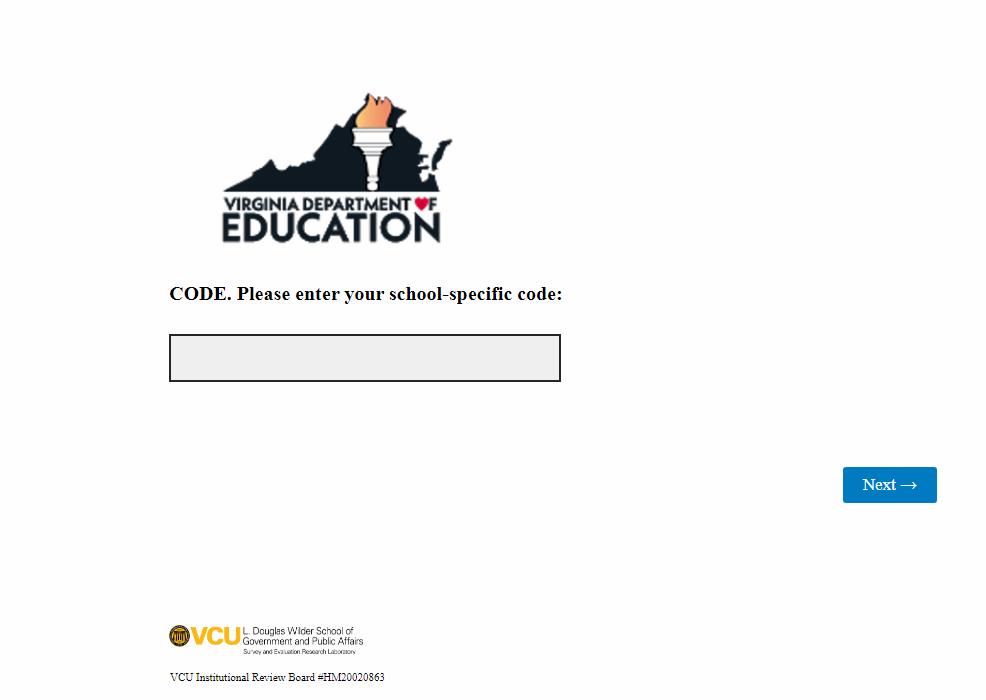 VIRGINIA DEPARTMENT OF
EDUCATION
CODE. Please enter your school-specific code:
Next →
VCU L. Douglas Wilder School of
Government and Public Affairs
Survey and Evaluation Research Laboratory
VCU Institutional Review Board #HM20020863